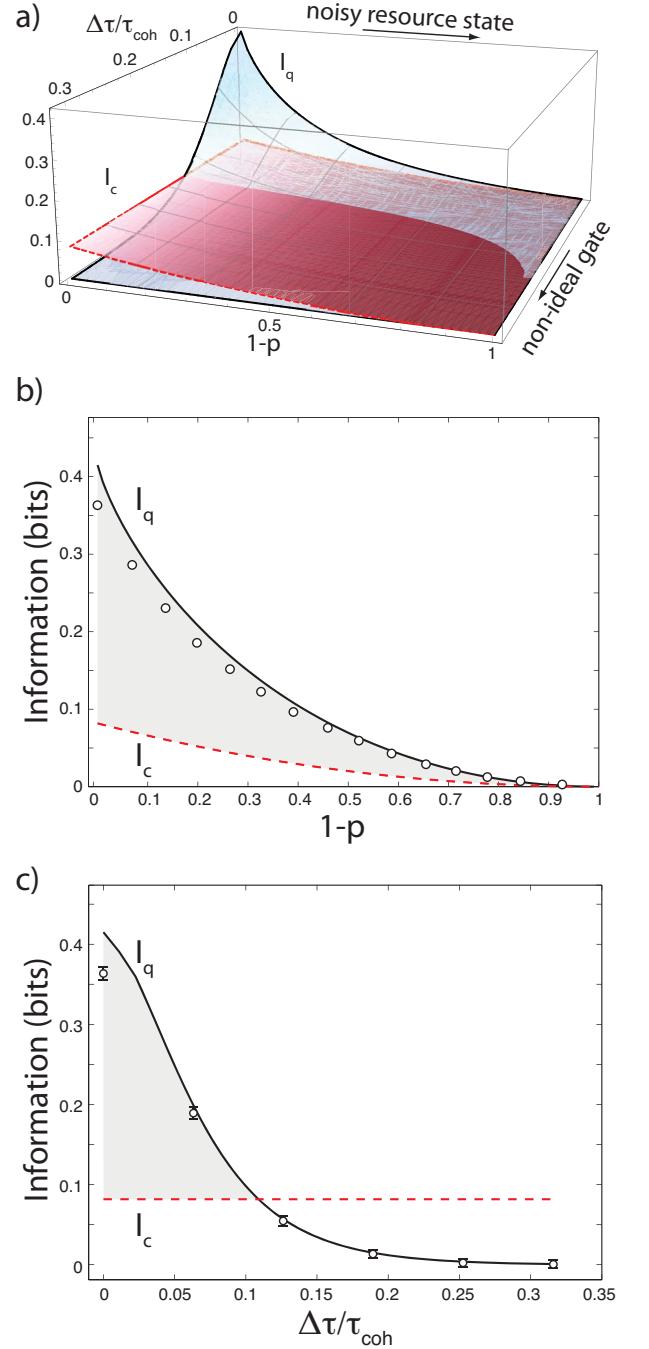 a)
Δτ/τcoh
0
0.1
0.2
0.3
noisy resource state
Iq
0.4
0.3
0.2
0.1
0
Ic
0
0.5
1
1-p
non-ideal gate
b)
Information (bits)
0.4
0.3
0.2
0.1
0
Iq
Ic
0 0.1 0.2 0.3 0.4 0.5 0.6 0.7 0.8 0.9 1
1-p
c)
Information (bits)
0.4
0.3
0.2
0.1
0
Iq
Ic
0 0.05 0.1 0.15 0.2 0.25 0.3 0.35
Δτ/τcoh